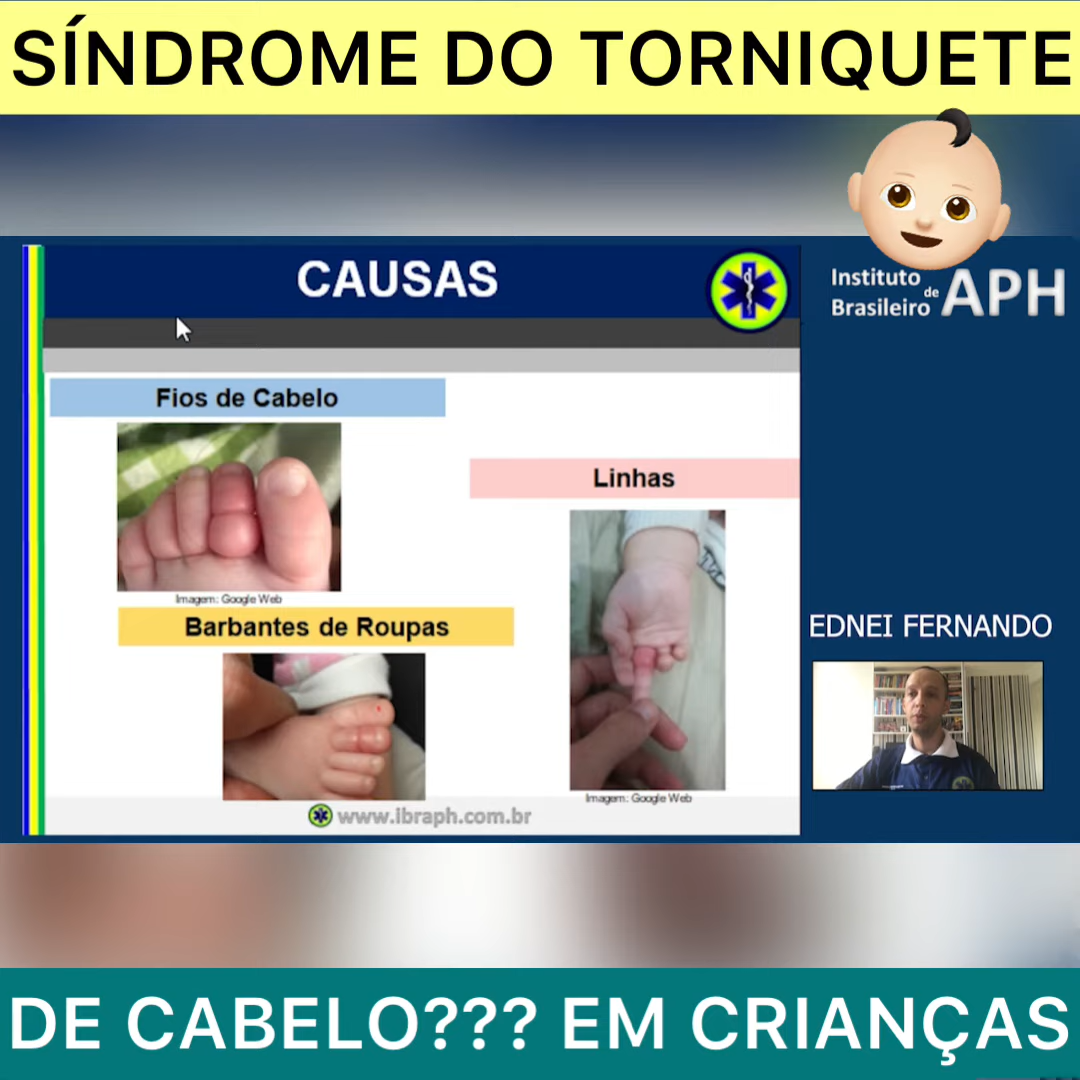 SÍNDROME DO TORNIQUETE
CAUSAS
Instituto
Brasileiro de APH
Fios de Cabelo
Linhas
Imagem: Google Web
Barbantes de Roupas
EDNEI FERNANDO
Imagem: Google Web
www.ibraph.com.br
DE CABELO??? EM CRIANÇAS